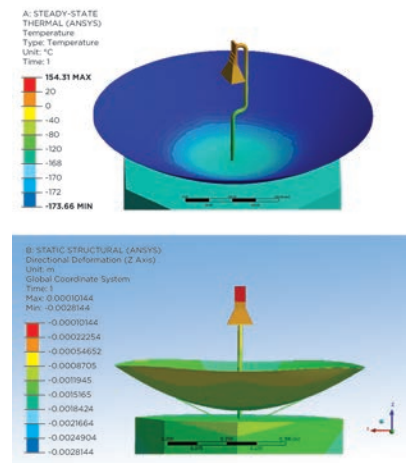 A: STEADY-STATE
THERMAL (ANSYS)
Temperature
Type: Temperature
Unit: °C
Time: 1
154.31 MAX
20
0
-40
-80
-120
-168
-170
-172
-173.66 MIN
B: STATIC STRUCTURAL (ANSYS)
Directional Deformation (Z Axis)
Unit: m
Global Coordinate System
Time: 1
Max: 0.00010144
Min: -0.0028144
-0.00010144
-0.00022254
-0.00054652
-0.0008705
-0.0011945
-0.0015165
-0.0018424
-0.0021664
-0.0024904
-0.0028144